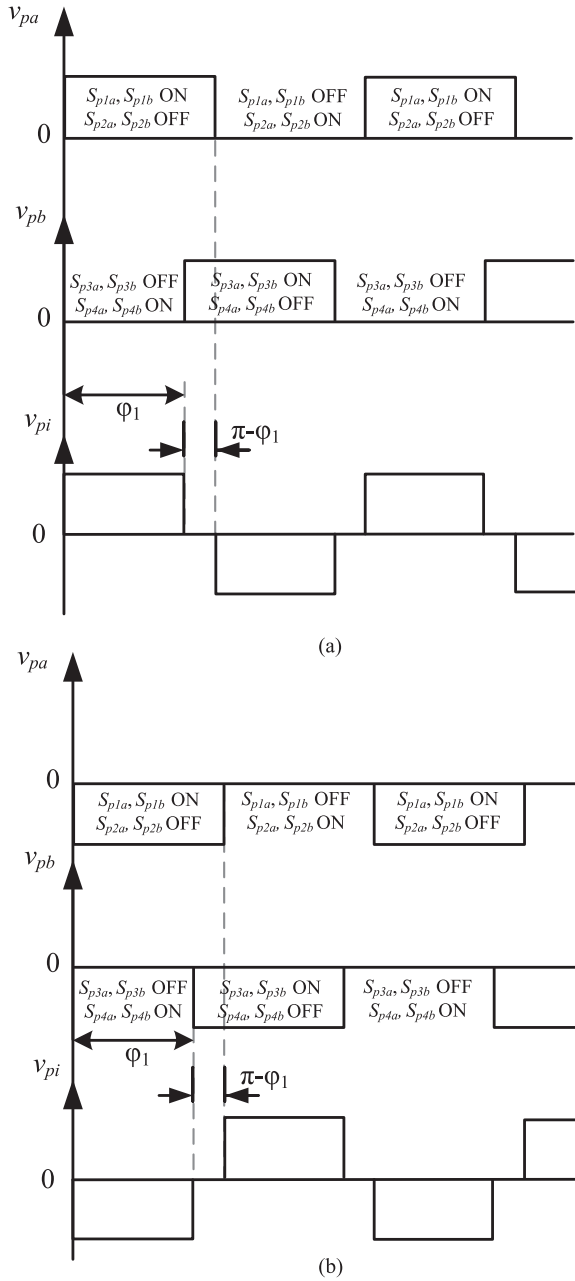 v_pa
S_p1a, S_p1b ON S_p1a, S_p1b OFF S_p1a, S_p1b ON
S_p2a, S_p2b OFF S_p2a, S_p2b ON S_p2a, S_p2b OFF
0
v_pb
S_p3a, S_p3b OFF S_p3a, S_p3b ON S_p3a, S_p3b OFF
S_p4a, S_p4b ON S_p4a, S_p4b OFF S_p4a, S_p4b ON
0
φ1
v_pi
π-φ1
0
(a)
v_pa
0
S_p1a, S_p1b ON S_p1a, S_p1b OFF S_p1a, S_p1b ON
S_p2a, S_p2b OFF S_p2a, S_p2b ON S_p2a, S_p2b OFF
v_pb
0
S_p3a, S_p3b OFF S_p3a, S_p3b ON S_p3a, S_p3b OFF
S_p4a, S_p4b ON S_p4a, S_p4b OFF S_p4a, S_p4b ON
φ1
v_pi
π-φ1
0
(b)